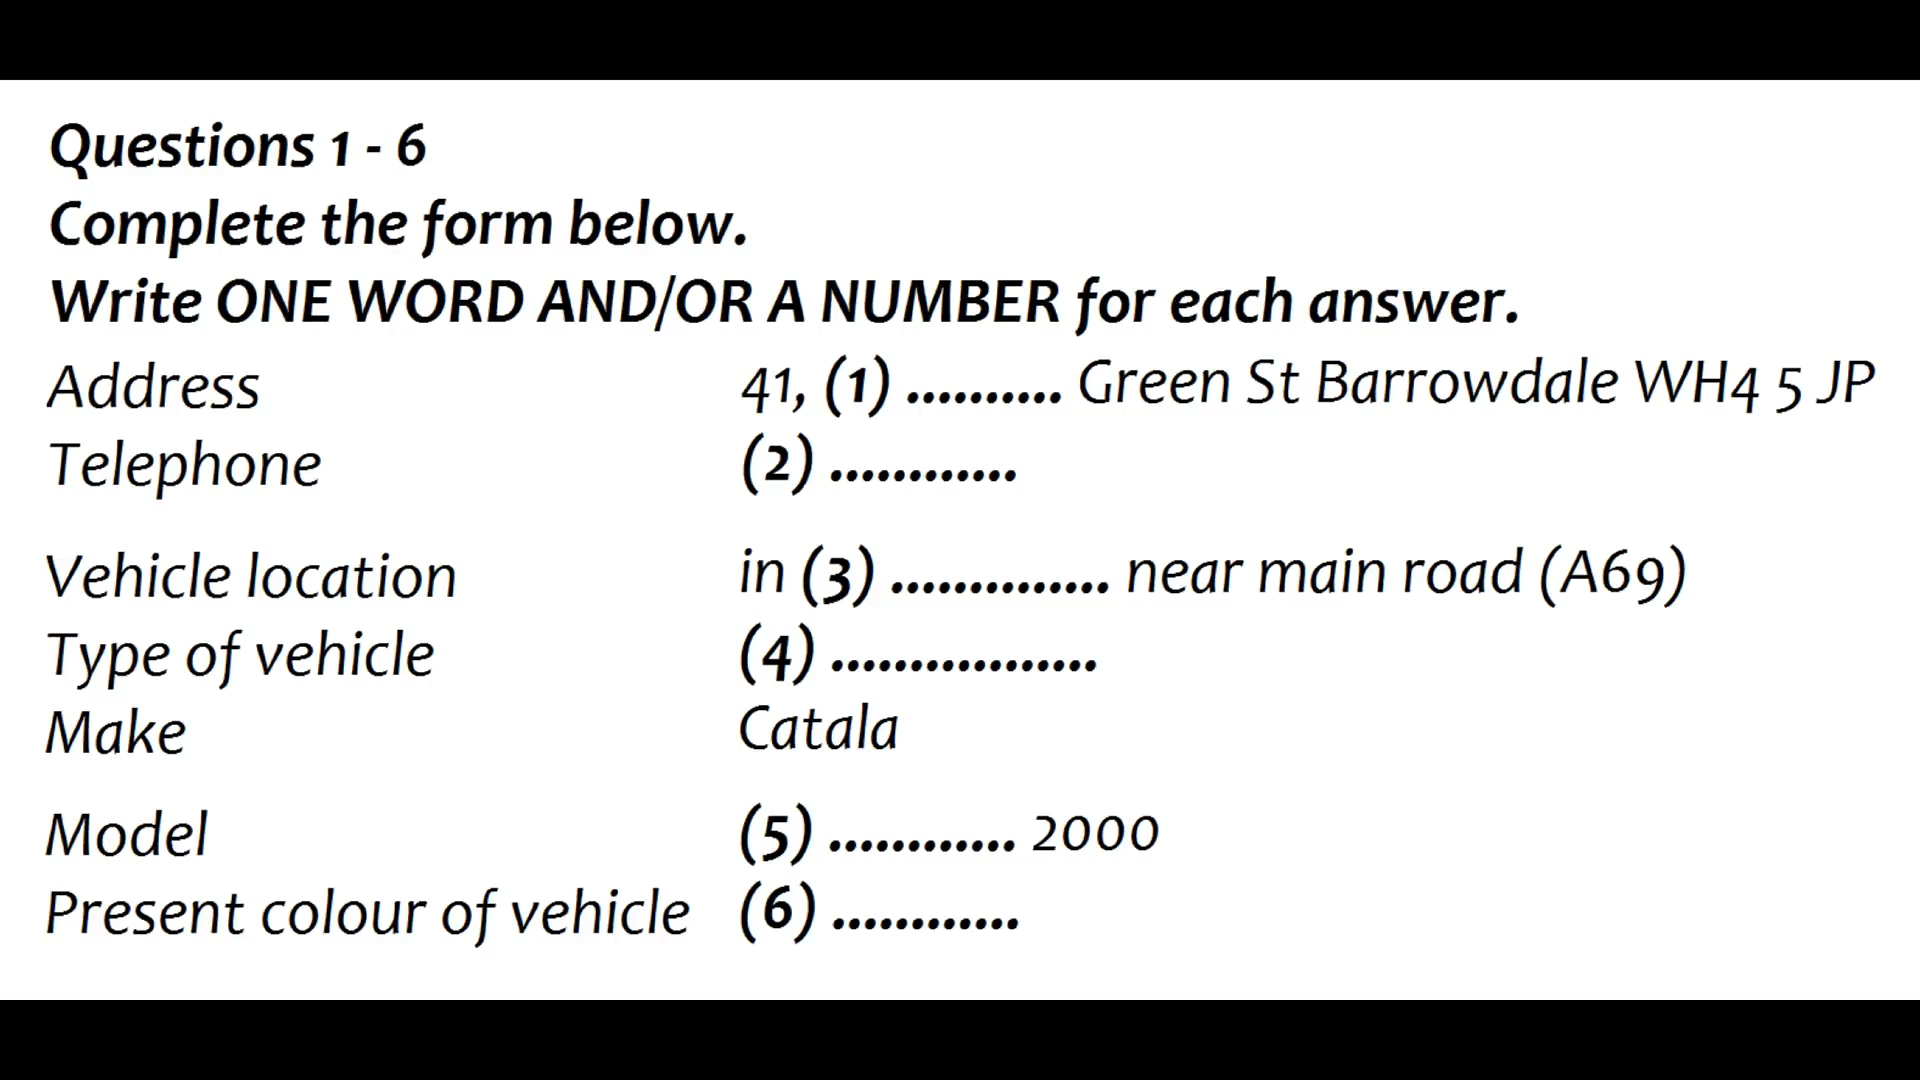 Questions 1 - 6
Complete the form below.
Write ONE WORD AND/OR A NUMBER for each answer.
Address 41, (1) .......... Green St Barrowdale WH4 5 JP
Telephone (2) ............
Vehicle location in (3) .............. near main road (A69)
Type of vehicle (4) .................
Make Catala
Model (5) ............ 2000
Present colour of vehicle (6) ............